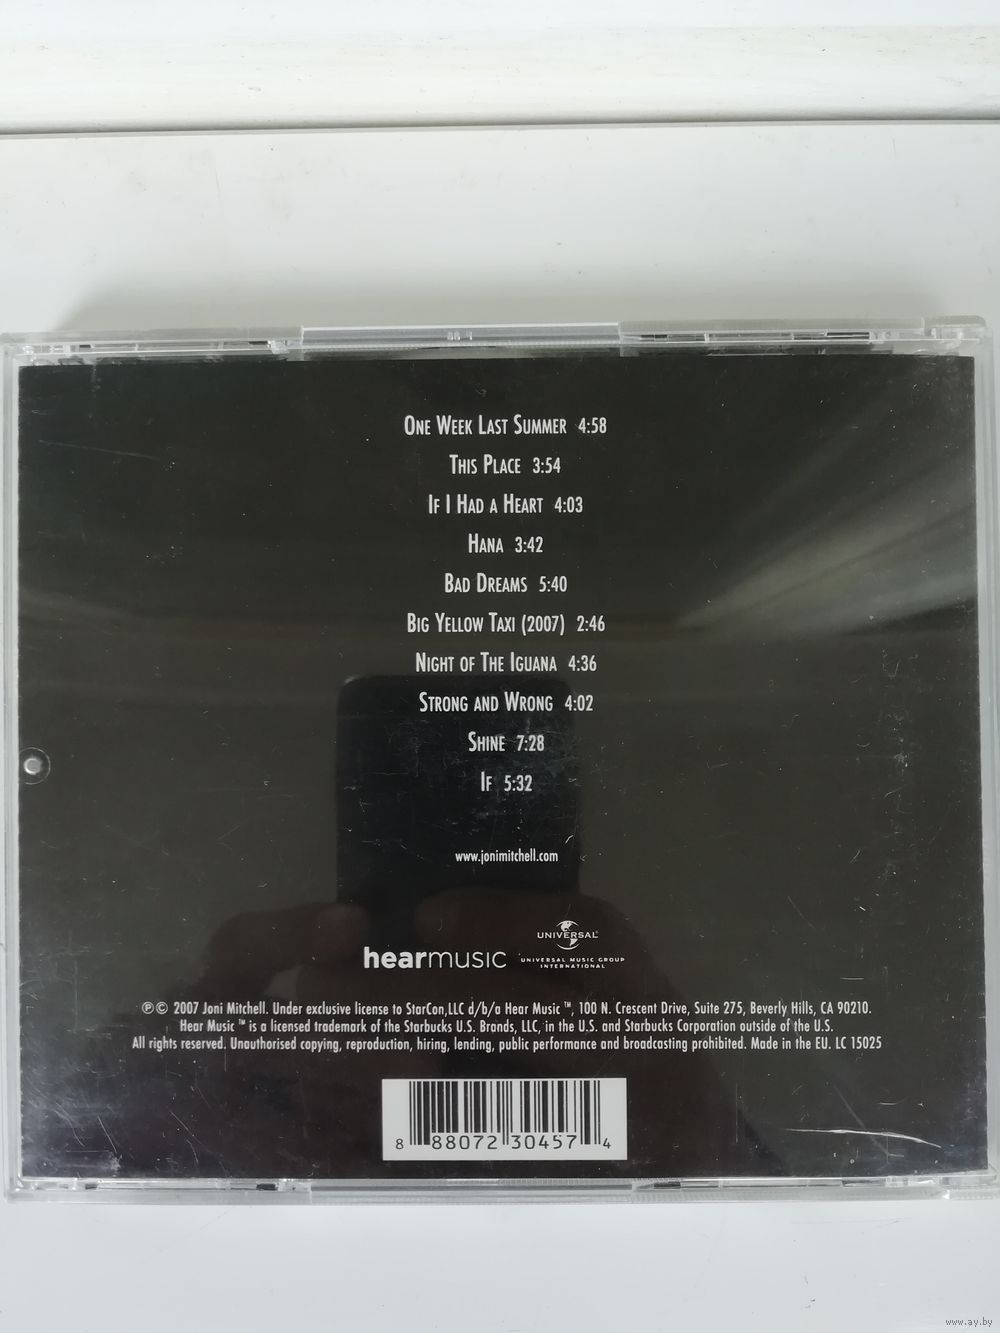 One Week Last Summer 4:58
This Place 3:54
If I Had a Heart 4:03
Hana 3:42
Bad Dreams 5:40
Big Yellow Taxi (2007) 2:46
Night of The Iguana 4:36
Strong and Wrong 4:02
Shine 7:28
If 5:32
www.jonimitchell.com
hearmusic
UNIVERSAL
UNIVERSAL MUSIC GROUP
INTERNATIONAL
℗© 2007 Joni Mitchell. Under exclusive license to StarCon,LLC d/b/a Hear Music ™, 100 N. Crescent Drive, Suite 275, Beverly Hills, CA 90210.
Hear Music ™ is a licensed trademark of the Starbucks U.S. Brands, LLC, in the U.S. and Starbucks Corporation outside of the U.S.
All rights reserved. Unauthorised copying, reproduction, hiring, lending, public performance and broadcasting prohibited. Made in the EU. LC 15025
8 88072 30457 4
www.ay.by